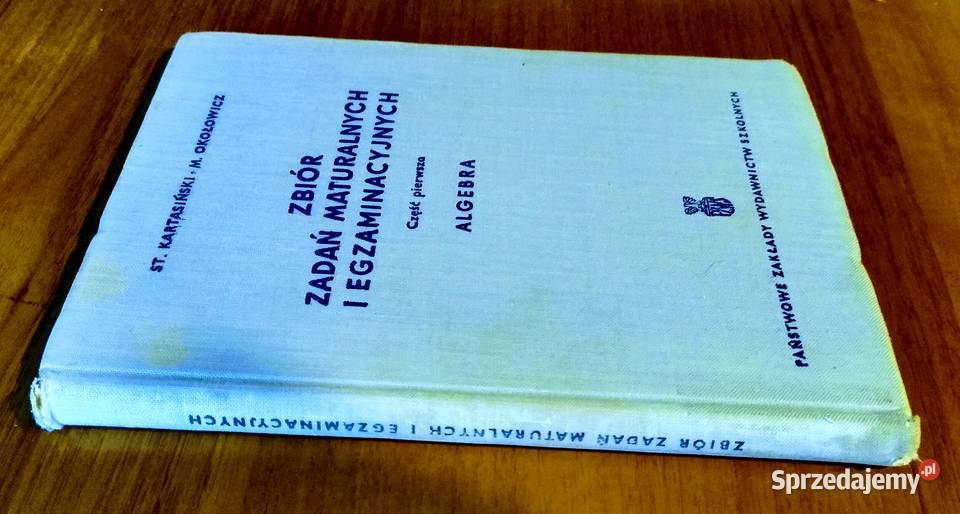 ST. KARTASIŃSKI · M. OKOŁOWICZ
ZBIÓR
ZADAŃ MATURALNYCH
I EGZAMINACYJNYCH
Część pierwsza
ALGEBRA
PAŃSTWOWE ZAKŁADY WYDAWNICTW SZKOLNYCH
ZBIÓR ZADAŃ MATURALNYCH I EGZAMINACYJNYCH
Sprzedajemy.pl